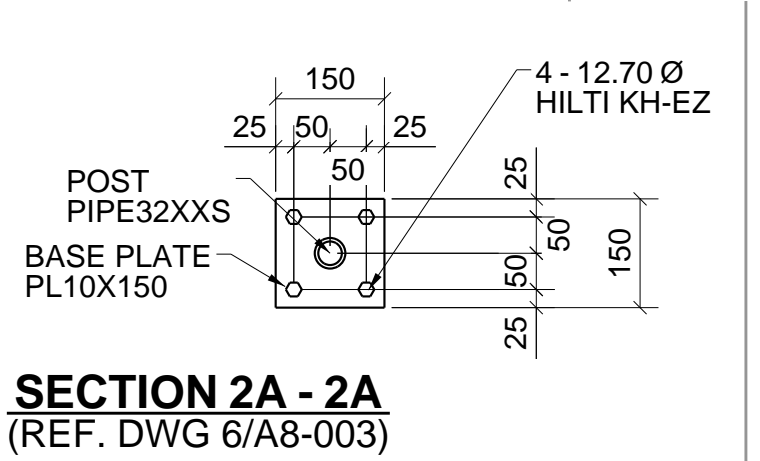 150
4 - 12.70 Ø
HILTI KH-EZ
25 50 25
50
POST
PIPE32XXS
BASE PLATE
PL10X150
25
50
150
50
25
SECTION 2A - 2A
(REF. DWG 6/A8-003)